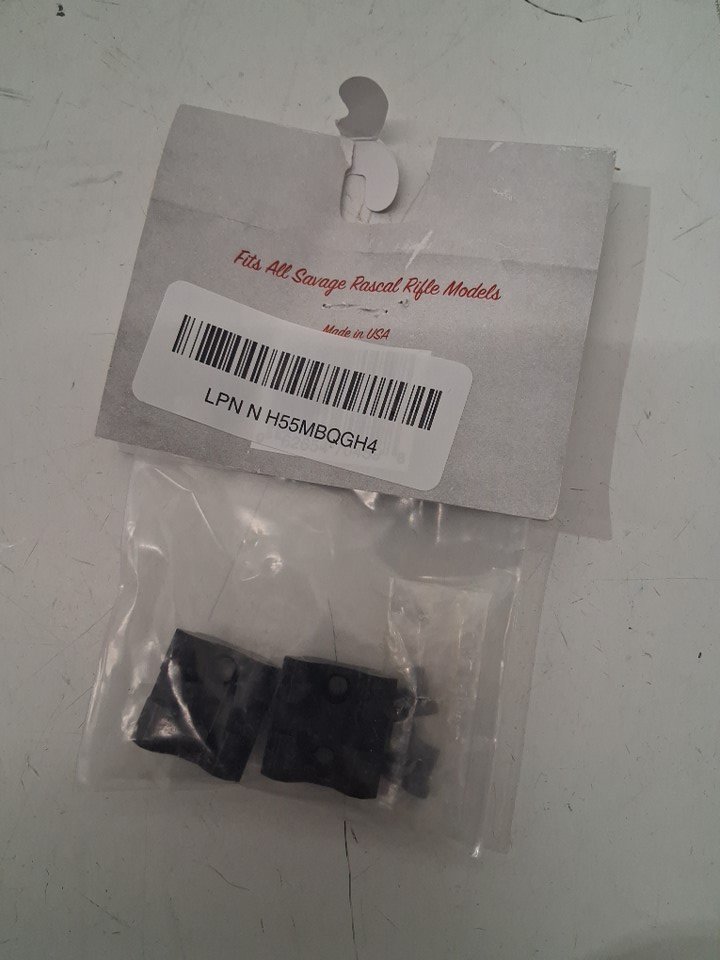 Fits All Savage Rascal Rifle Models
Made in USA
LPN N H55MBQGH4